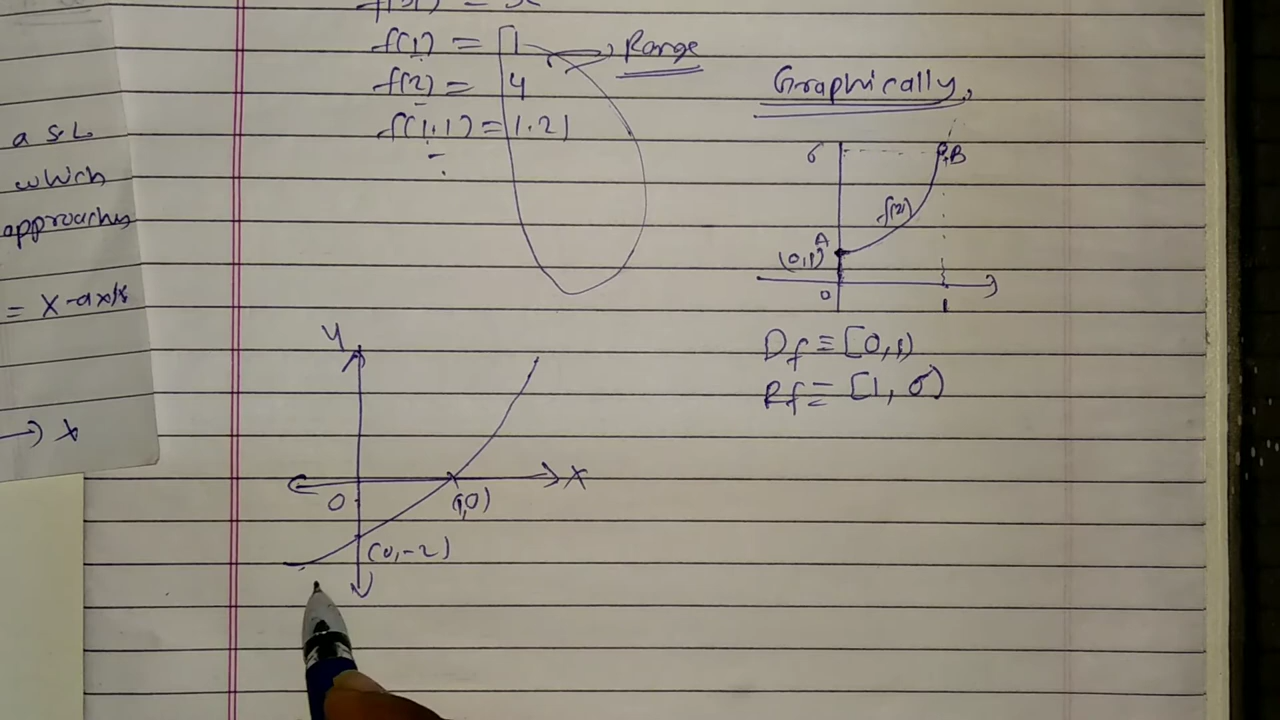 f(1) = 1 → Range
f(2) = 4
f(1.1) = 1.21
a s.L.
which
approaches
= X-axis
→ X
Graphically,
6
B
f(x)
A
(0,1)
0
1
Df ≡ [0,1)
Rf ≡ [1, 6)
Y
X
0
(1,0)
(0,-2)